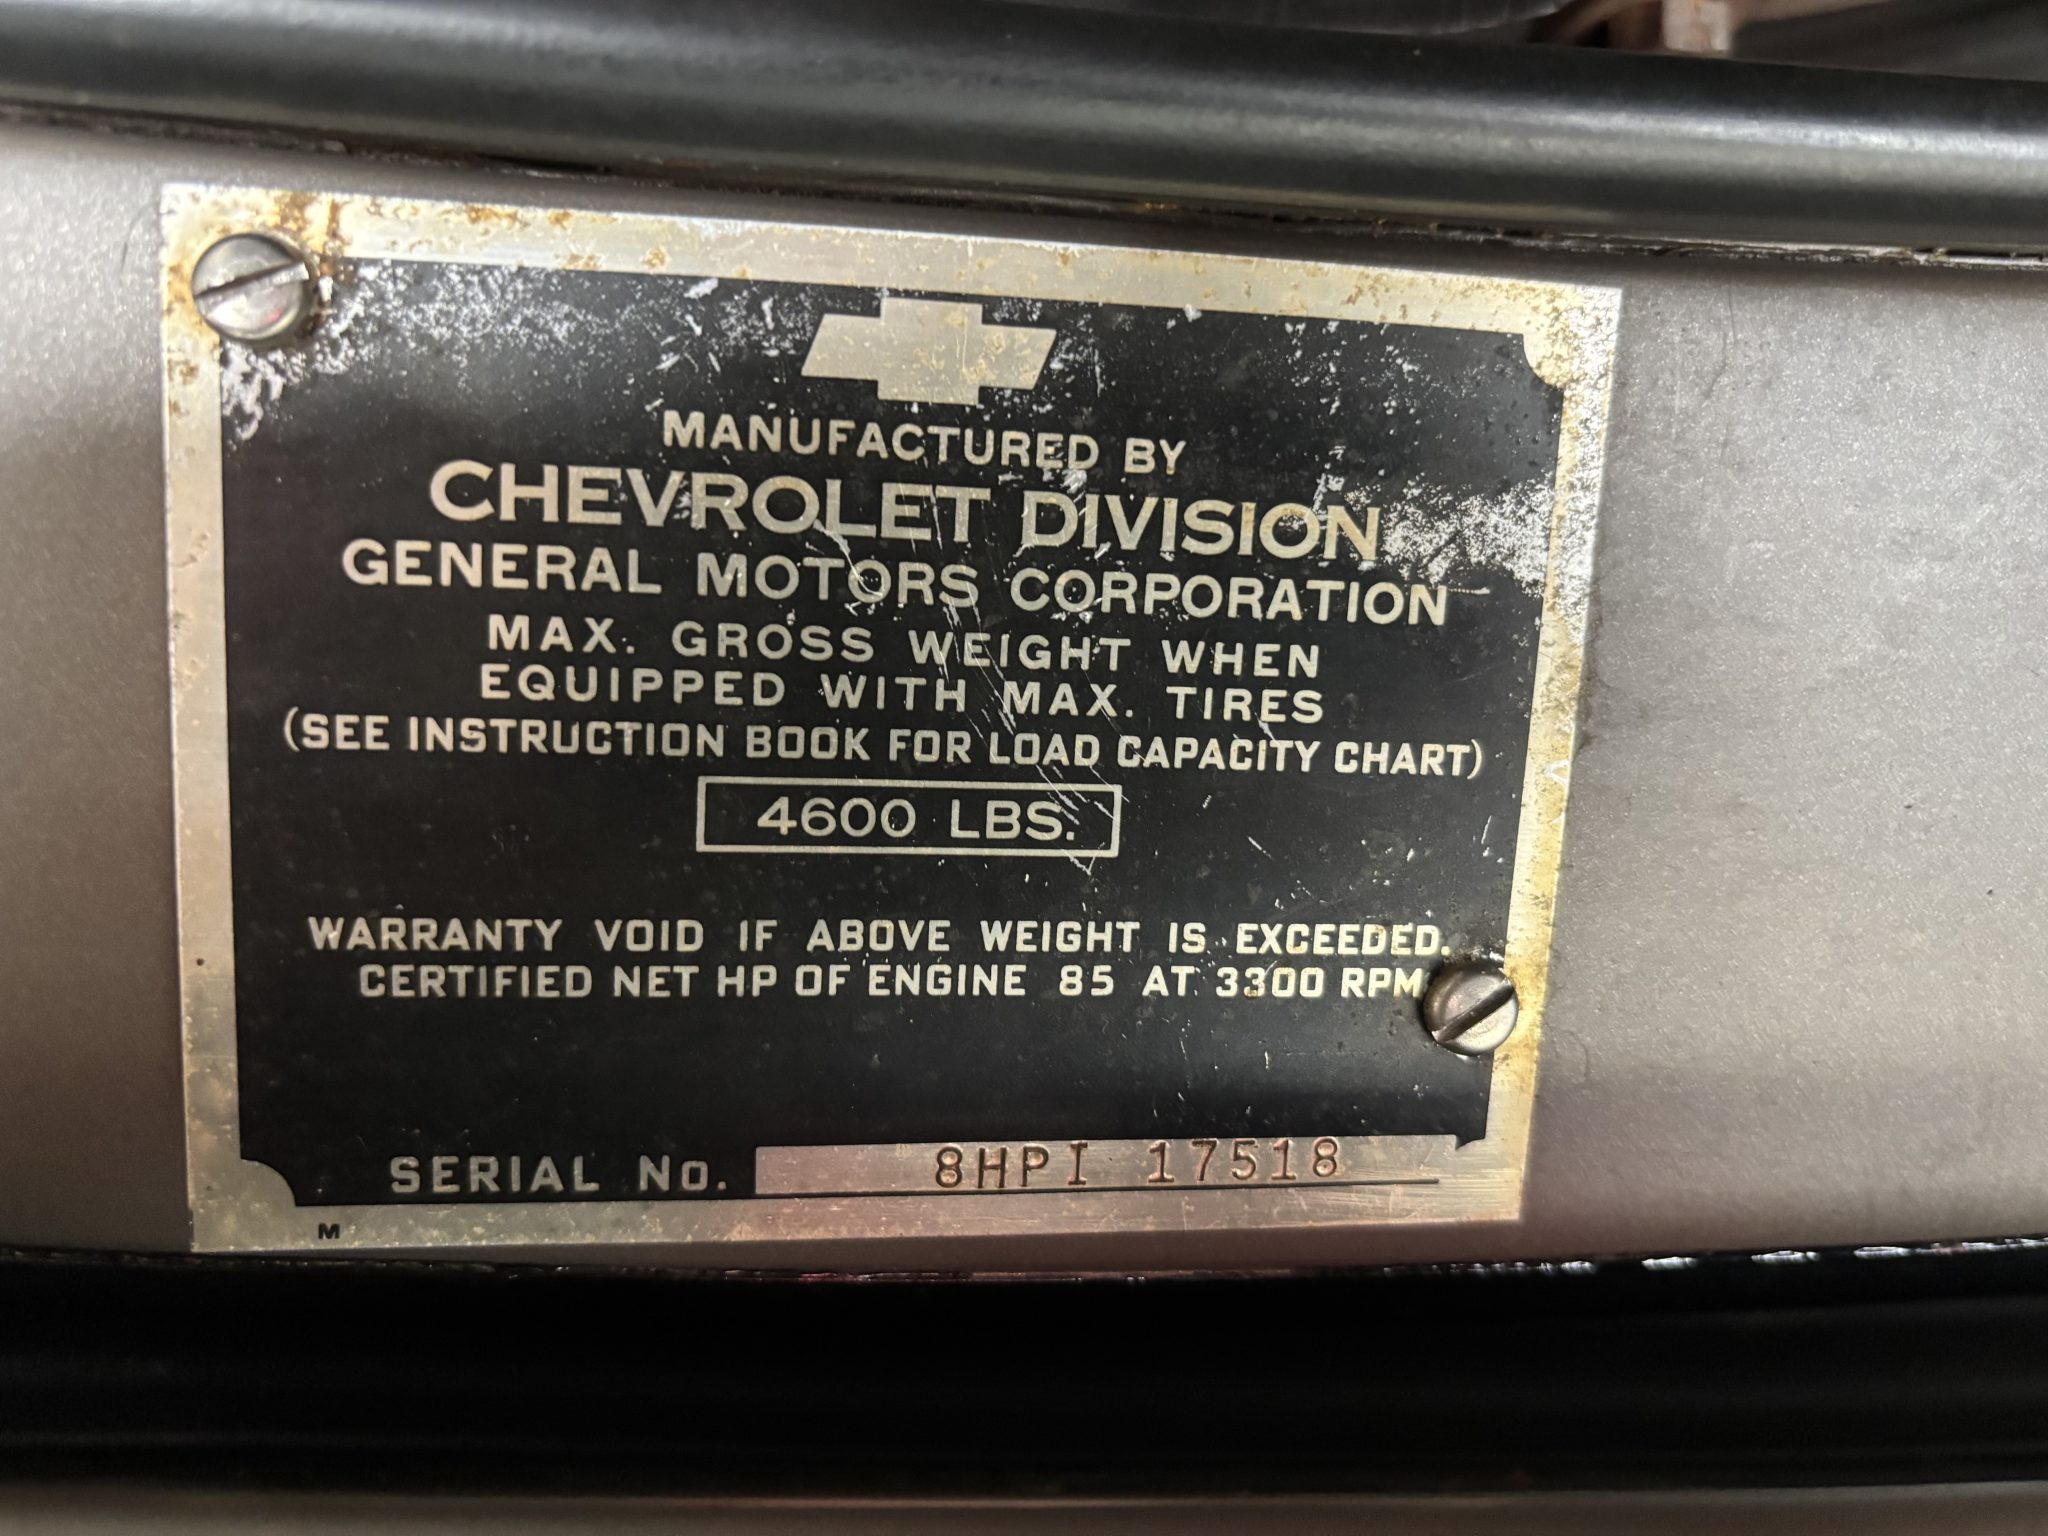 MANUFACTURED BY
CHEVROLET DIVISION
GENERAL MOTORS CORPORATION
MAX. GROSS WEIGHT WHEN
EQUIPPED WITH MAX. TIRES
(SEE INSTRUCTION BOOK FOR LOAD CAPACITY CHART)
4600 LBS.
WARRANTY VOID IF ABOVE WEIGHT IS EXCEEDED.
CERTIFIED NET HP OF ENGINE 85 AT 3300 RPM
SERIAL No. 8HPI 17518
M